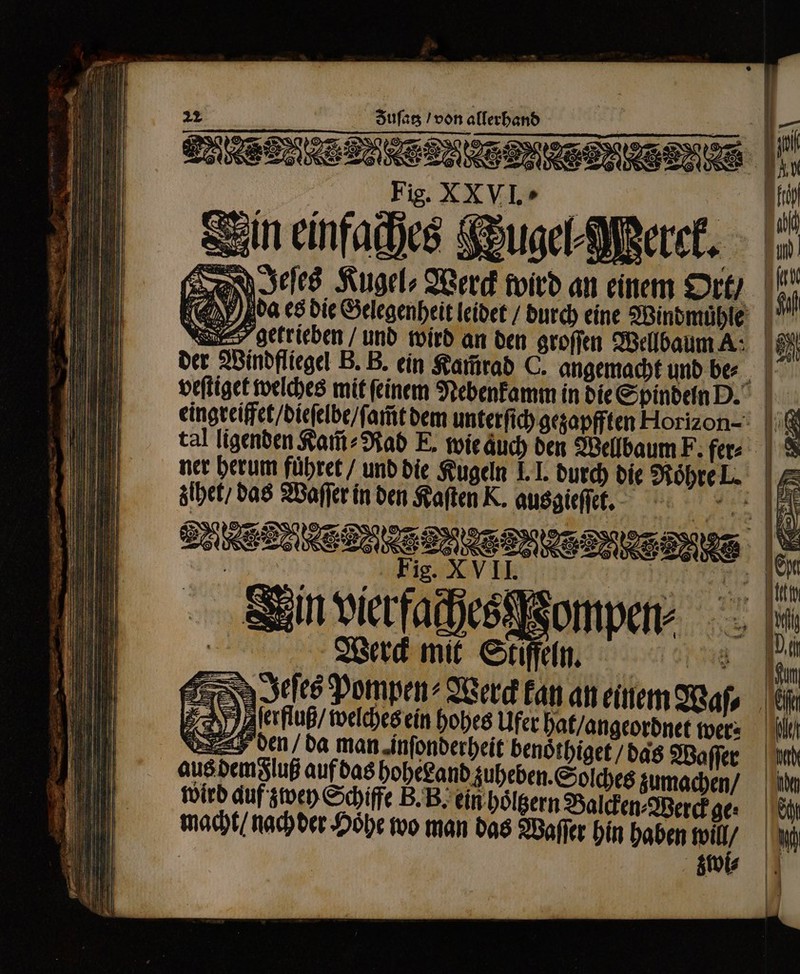 22 Zuſatz / von allerhand
Fig. XXVI.
Ein einfaches Kugel-Werck.
DIeſes Kugel-Werck wird an einem Ort/
da es die Gelegenheit leidet / durch eine Windmühle
getrieben / und wird an den groſſen Wellbaum A:
der Windfliegel B. B. ein Kam̃rad C. angemacht und be-
veſtiget welches mit ſeinem Nebenkamm in die Spindeln D.
eingreiffet/dieſelbe/ſam̃t dem unterſich gezapfften Horizon-
tal ligenden Kam̃-Rad E. wie auch den Wellbaum F. fer-
ner herum führet / und die Kugeln I. I. durch die Röhre L.
zihet/ das Waſſer in den Kaſten K. ausgieſſet.
Fig. XVII.
Ein vierfaches Pompen-
Werck mit Stiffeln.
DIeſes Pompen-Werck kan an einem Waſ-
ſerfluß/ welches ein hohes Ufer hat/angeordnet wer-
den / da man inſonderheit benöthiget / das Waſſer
aus dem Fluß auf das hohe Land zuheben. Solches zumachen/
wird auf zwey Schiffe B. B. ein höltzern Balcken-Werck ge-
macht/ nach der Höhe wo man das Waſſer hin haben will/
zwi-